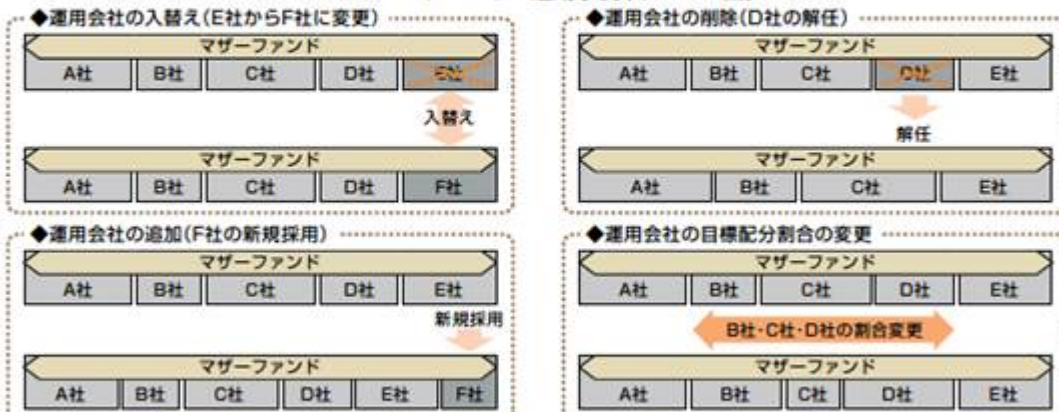 ◆運用会社の入替え(E社からF社に変更)
マザーファンド
A社 B社 C社 D社 E社
入替え
マザーファンド
A社 B社 C社 D社 F社
◆運用会社の削除(D社の解任)
マザーファンド
A社 B社 C社 D社 E社
解任
マザーファンド
A社 B社 C社 E社
◆運用会社の追加(F社の新規採用)
マザーファンド
A社 B社 C社 D社 E社
新規採用
マザーファンド
A社 B社 C社 D社 E社 F社
◆運用会社の目標配分割合の変更
マザーファンド
A社 B社 C社 D社 E社
B社・C社・D社の割合変更
マザーファンド
A社 B社 C社 D社 E社